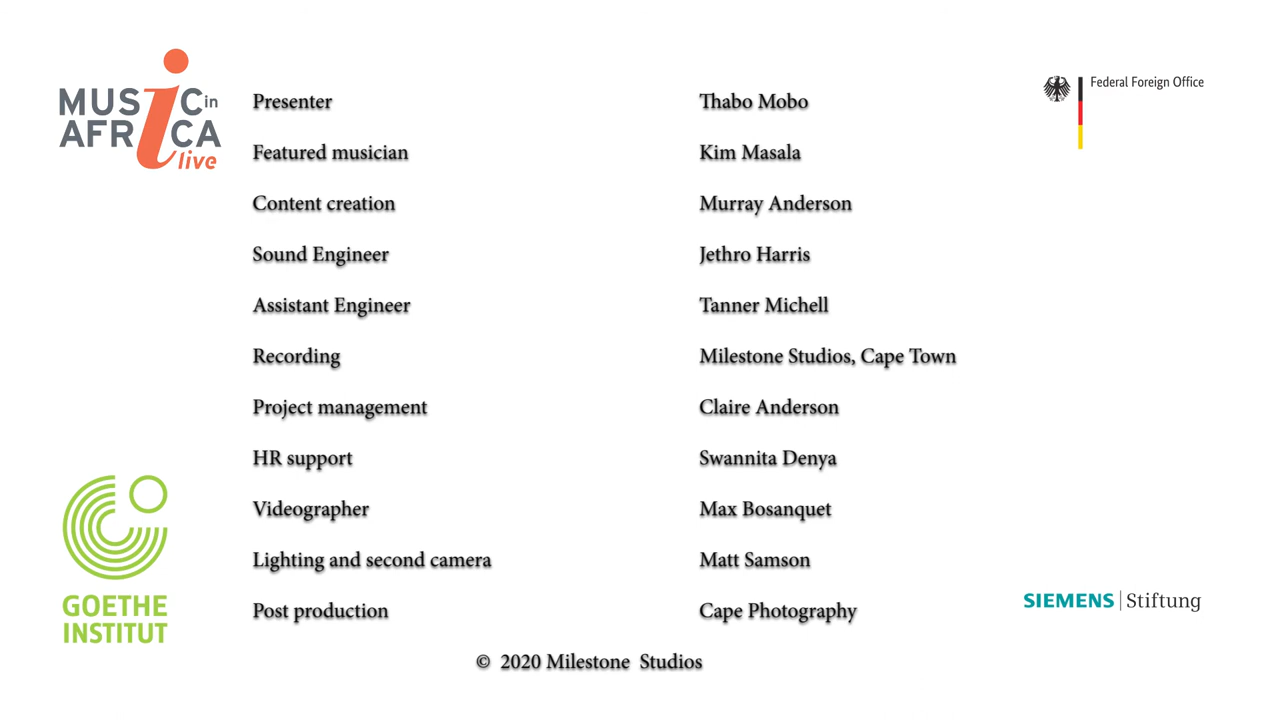 MUSiC in
AFRiCA
live
Federal Foreign Office
Presenter Thabo Mobo
Featured musician Kim Masala
Content creation Murray Anderson
Sound Engineer Jethro Harris
Assistant Engineer Tanner Michell
Recording Milestone Studios, Cape Town
Project management Claire Anderson
HR support Swannita Denya
Videographer Max Bosanquet
Lighting and second camera Matt Samson
Post production Cape Photography
GOETHE
INSTITUT
SIEMENS | Stiftung
© 2020 Milestone Studios